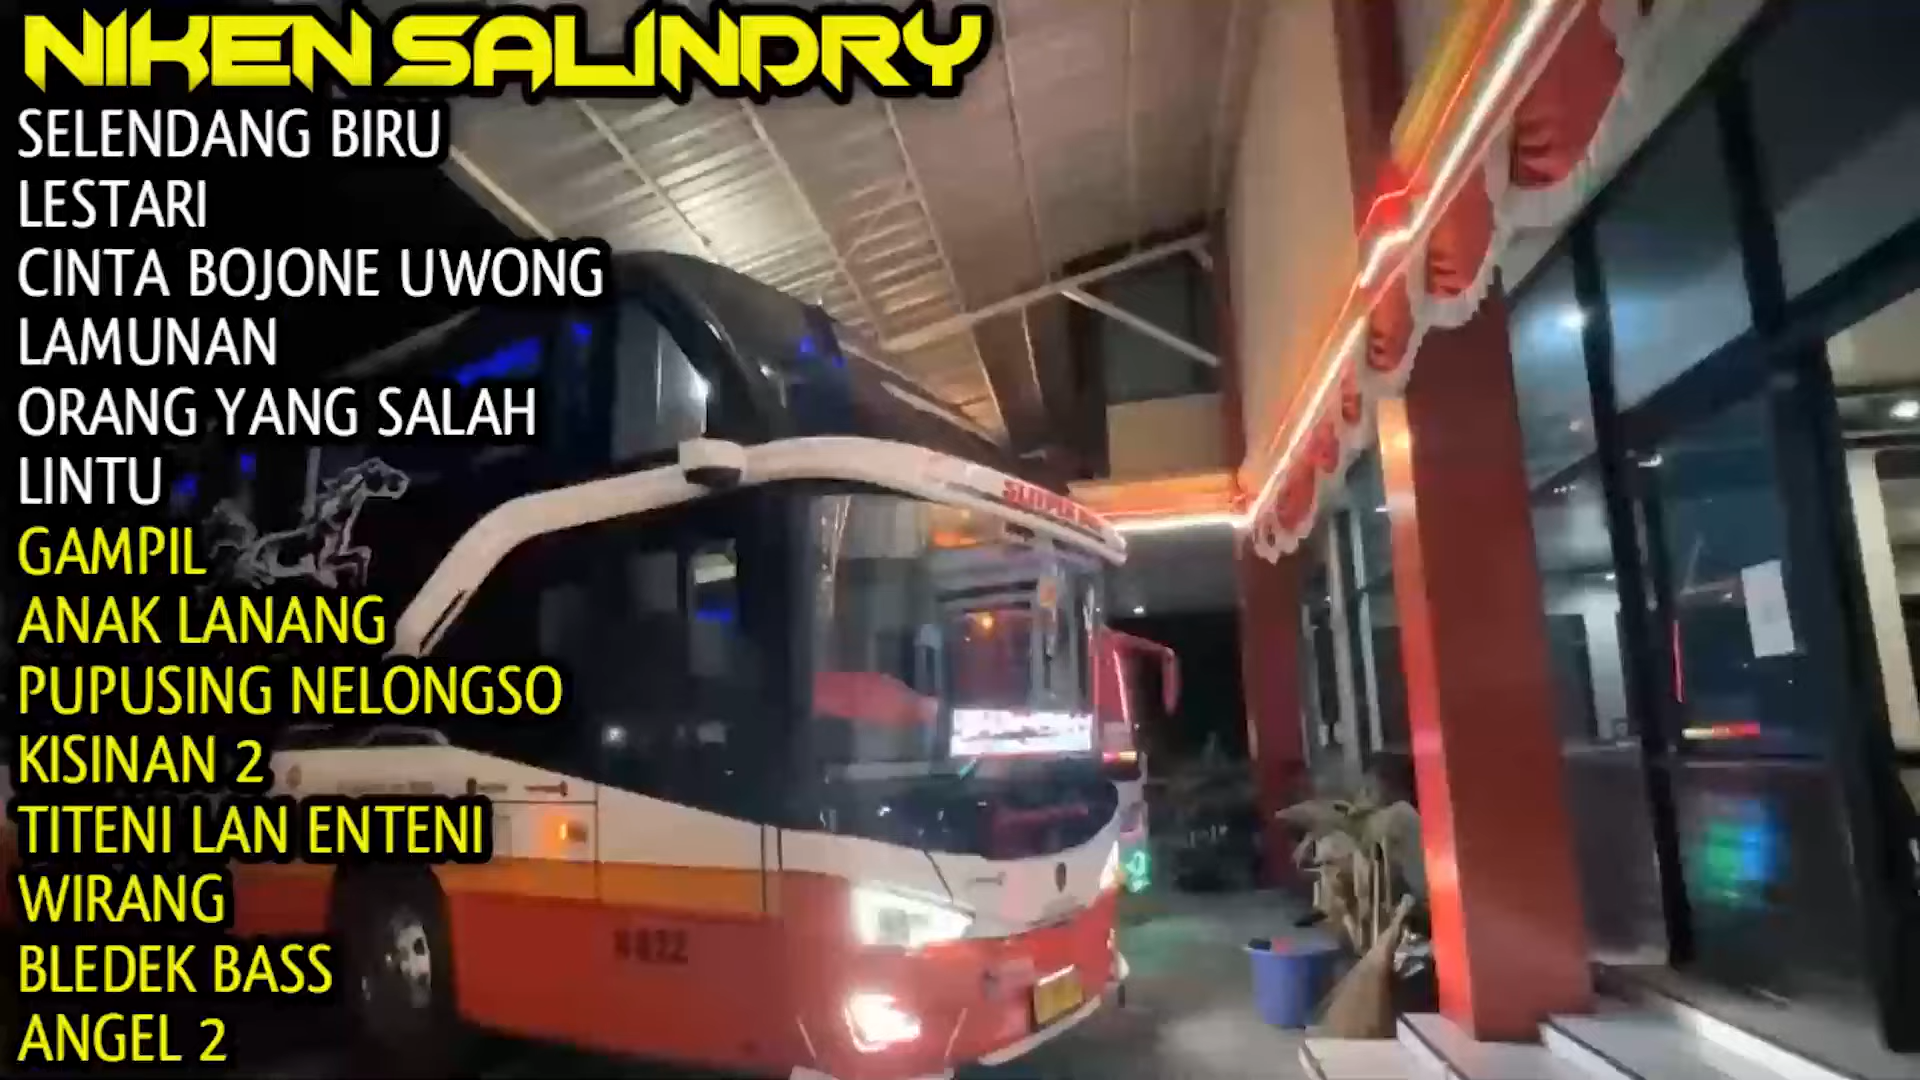 NIKEN SALINDRY
SELENDANG BIRU
LESTARI
CINTA BOJONE UWONG
LAMUNAN
ORANG YANG SALAH
LINTU
GAMPIL
ANAK LANANG
PUPUSING NELONGSO
KISINAN 2
TITENI LAN ENTENI
WIRANG
BLEDEK BASS
ANGEL 2